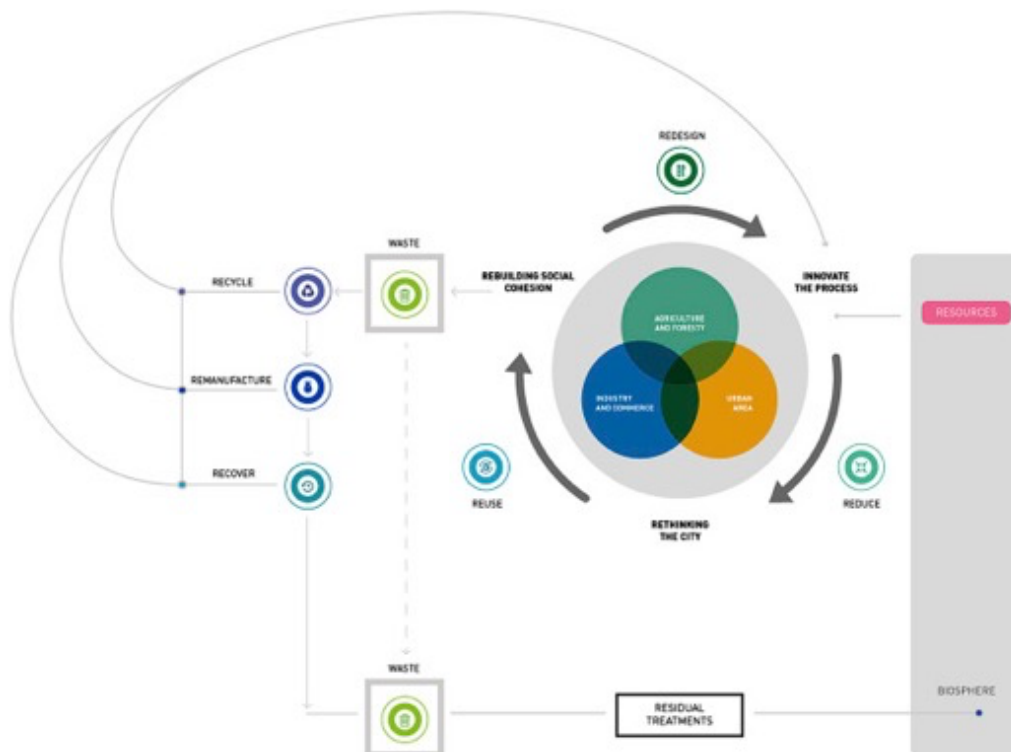 REDESIGN
WASTE
RECYCLE
REBUILDING SOCIAL
COHESION
INNOVATE
THE PROCESS
RESOURCES
AGRICULTURE
AND FORESTY
REMANUFACTURE
INDUSTRY
AND COMMERCE
URBAN
AREA
RECOVER
REUSE
REDUCE
RETHINKING
THE CITY
WASTE
RESIDUAL
TREATMENTS
BIOSPHERE